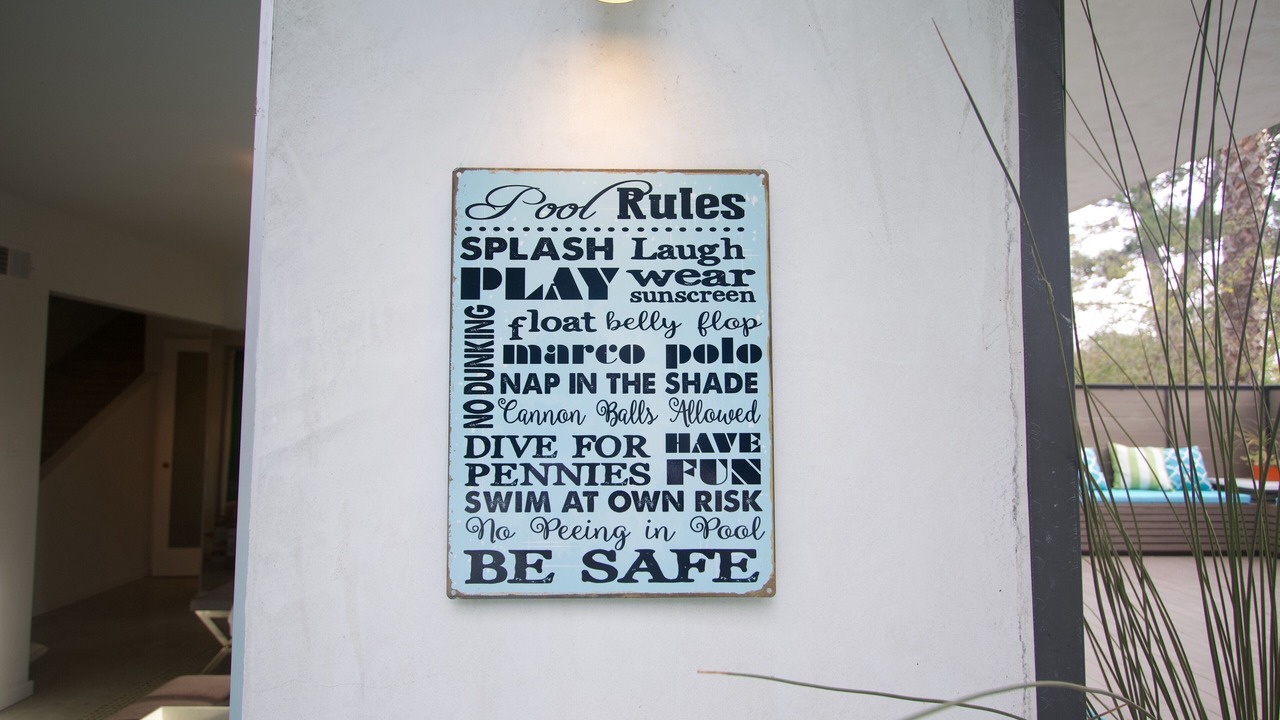 Pool Rules
SPLASH Laugh
PLAY wear
sunscreen
NO DUNKING
float belly flop
marco polo
NAP IN THE SHADE
Cannon Balls Allowed
DIVE FOR
PENNIES
HAVE
FUN
SWIM AT OWN RISK
No Peeing in Pool
BE SAFE